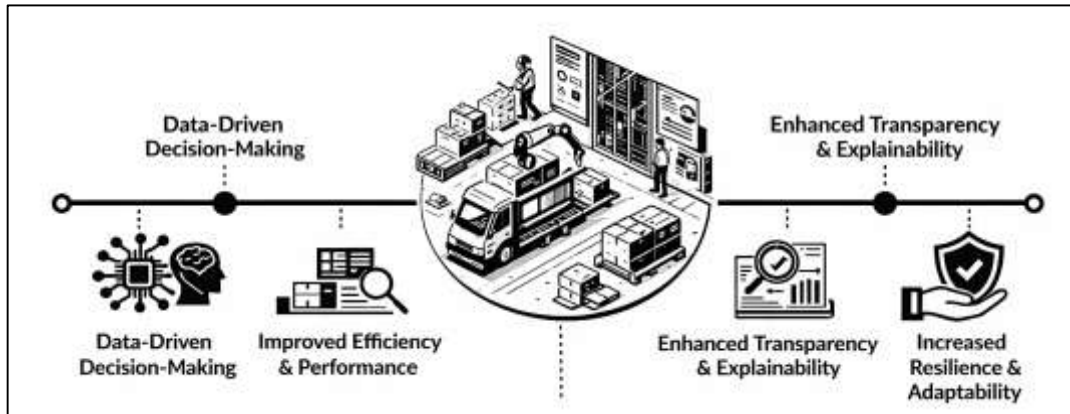 Data-Driven
Decision-Making
Enhanced Transparency
& Explainability
Data-Driven
Decision-Making
Improved Efficiency
& Performance
Enhanced Transparency
& Explainability
Increased
Resilience &
Adaptability